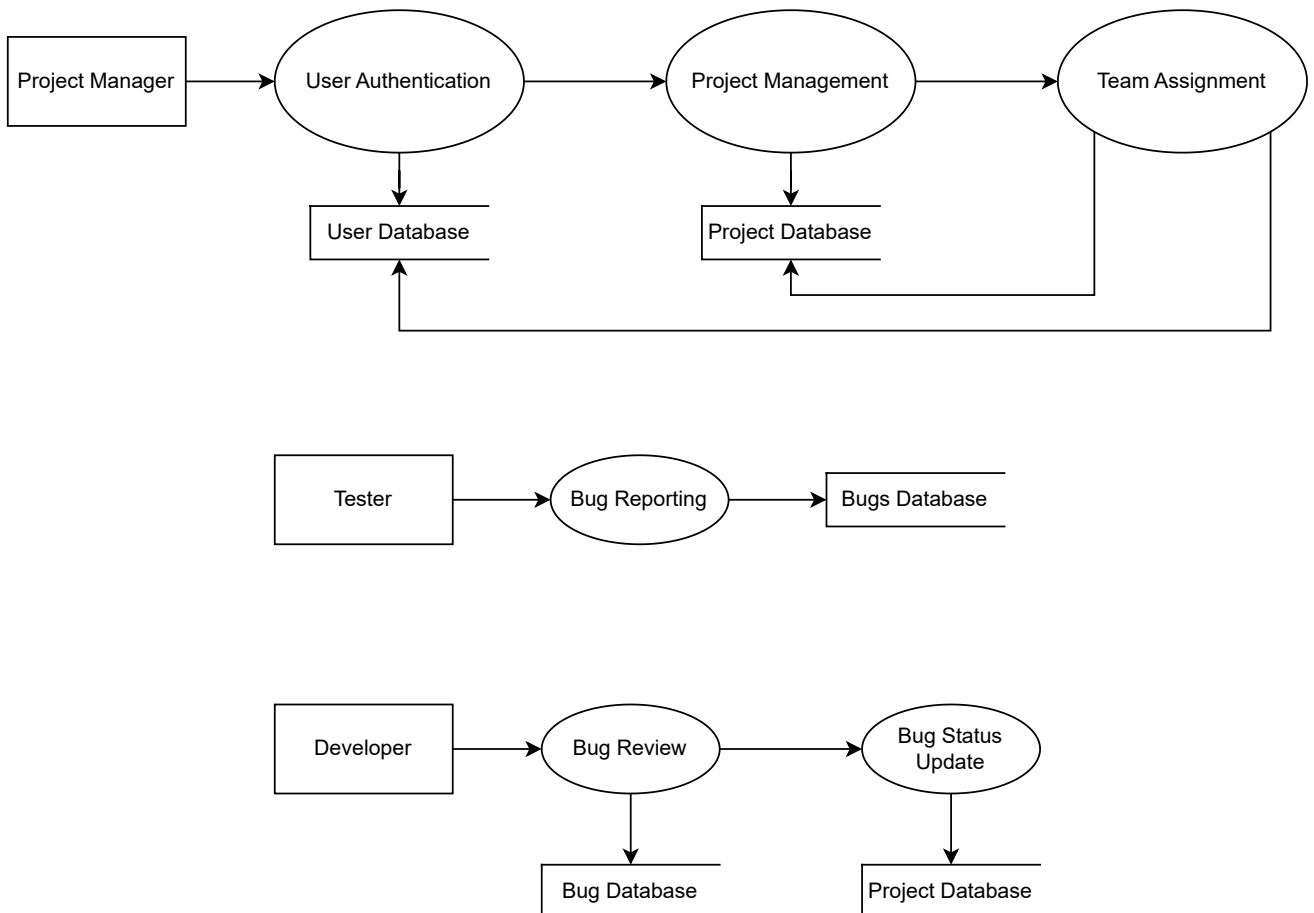 Project Manager
User Authentication
Project Management
Team Assignment
User Database
Project Database
Tester
Bug Reporting
Bugs Database
Developer
Bug Review
Bug Status
Update
Bug Database
Project Database